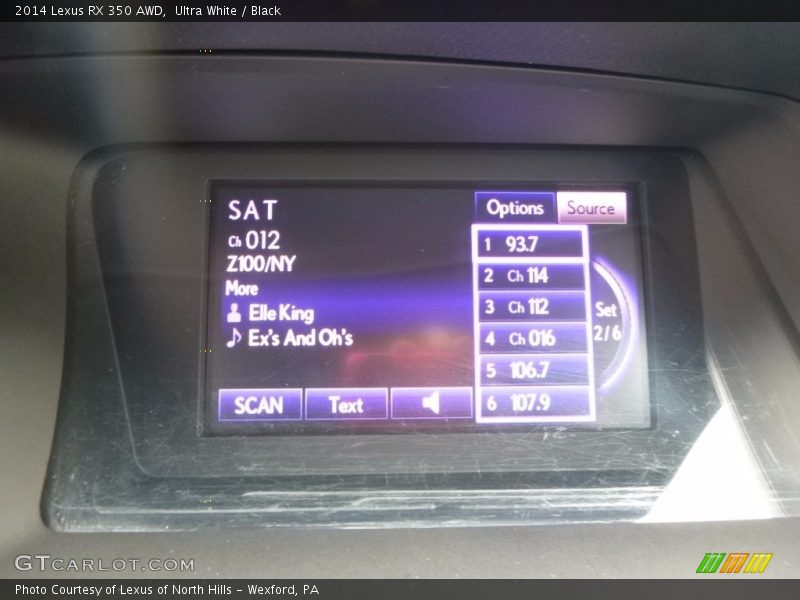 2014 Lexus RX 350 AWD, Ultra White / Black
SAT
Ch 012
Z100/NY
More
Elle King
Ex's And Oh's
SCAN
Text
Options
Source
1 93.7
2 Ch 114
3 Ch 112
4 Ch 016
5 106.7
6 107.9
Set
2/6
GTCARLOT.COM
Photo Courtesy of Lexus of North Hills - Wexford, PA